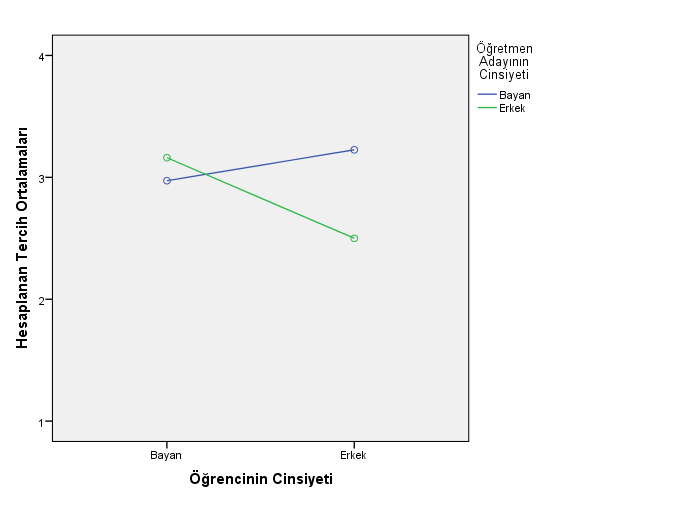 Öğretmen
Adayının
Cinsiyeti
Bayan
Erkek
Hesaplanan Tercih Ortalamaları
4
3
2
1
Bayan
Erkek
Öğrencinin Cinsiyeti